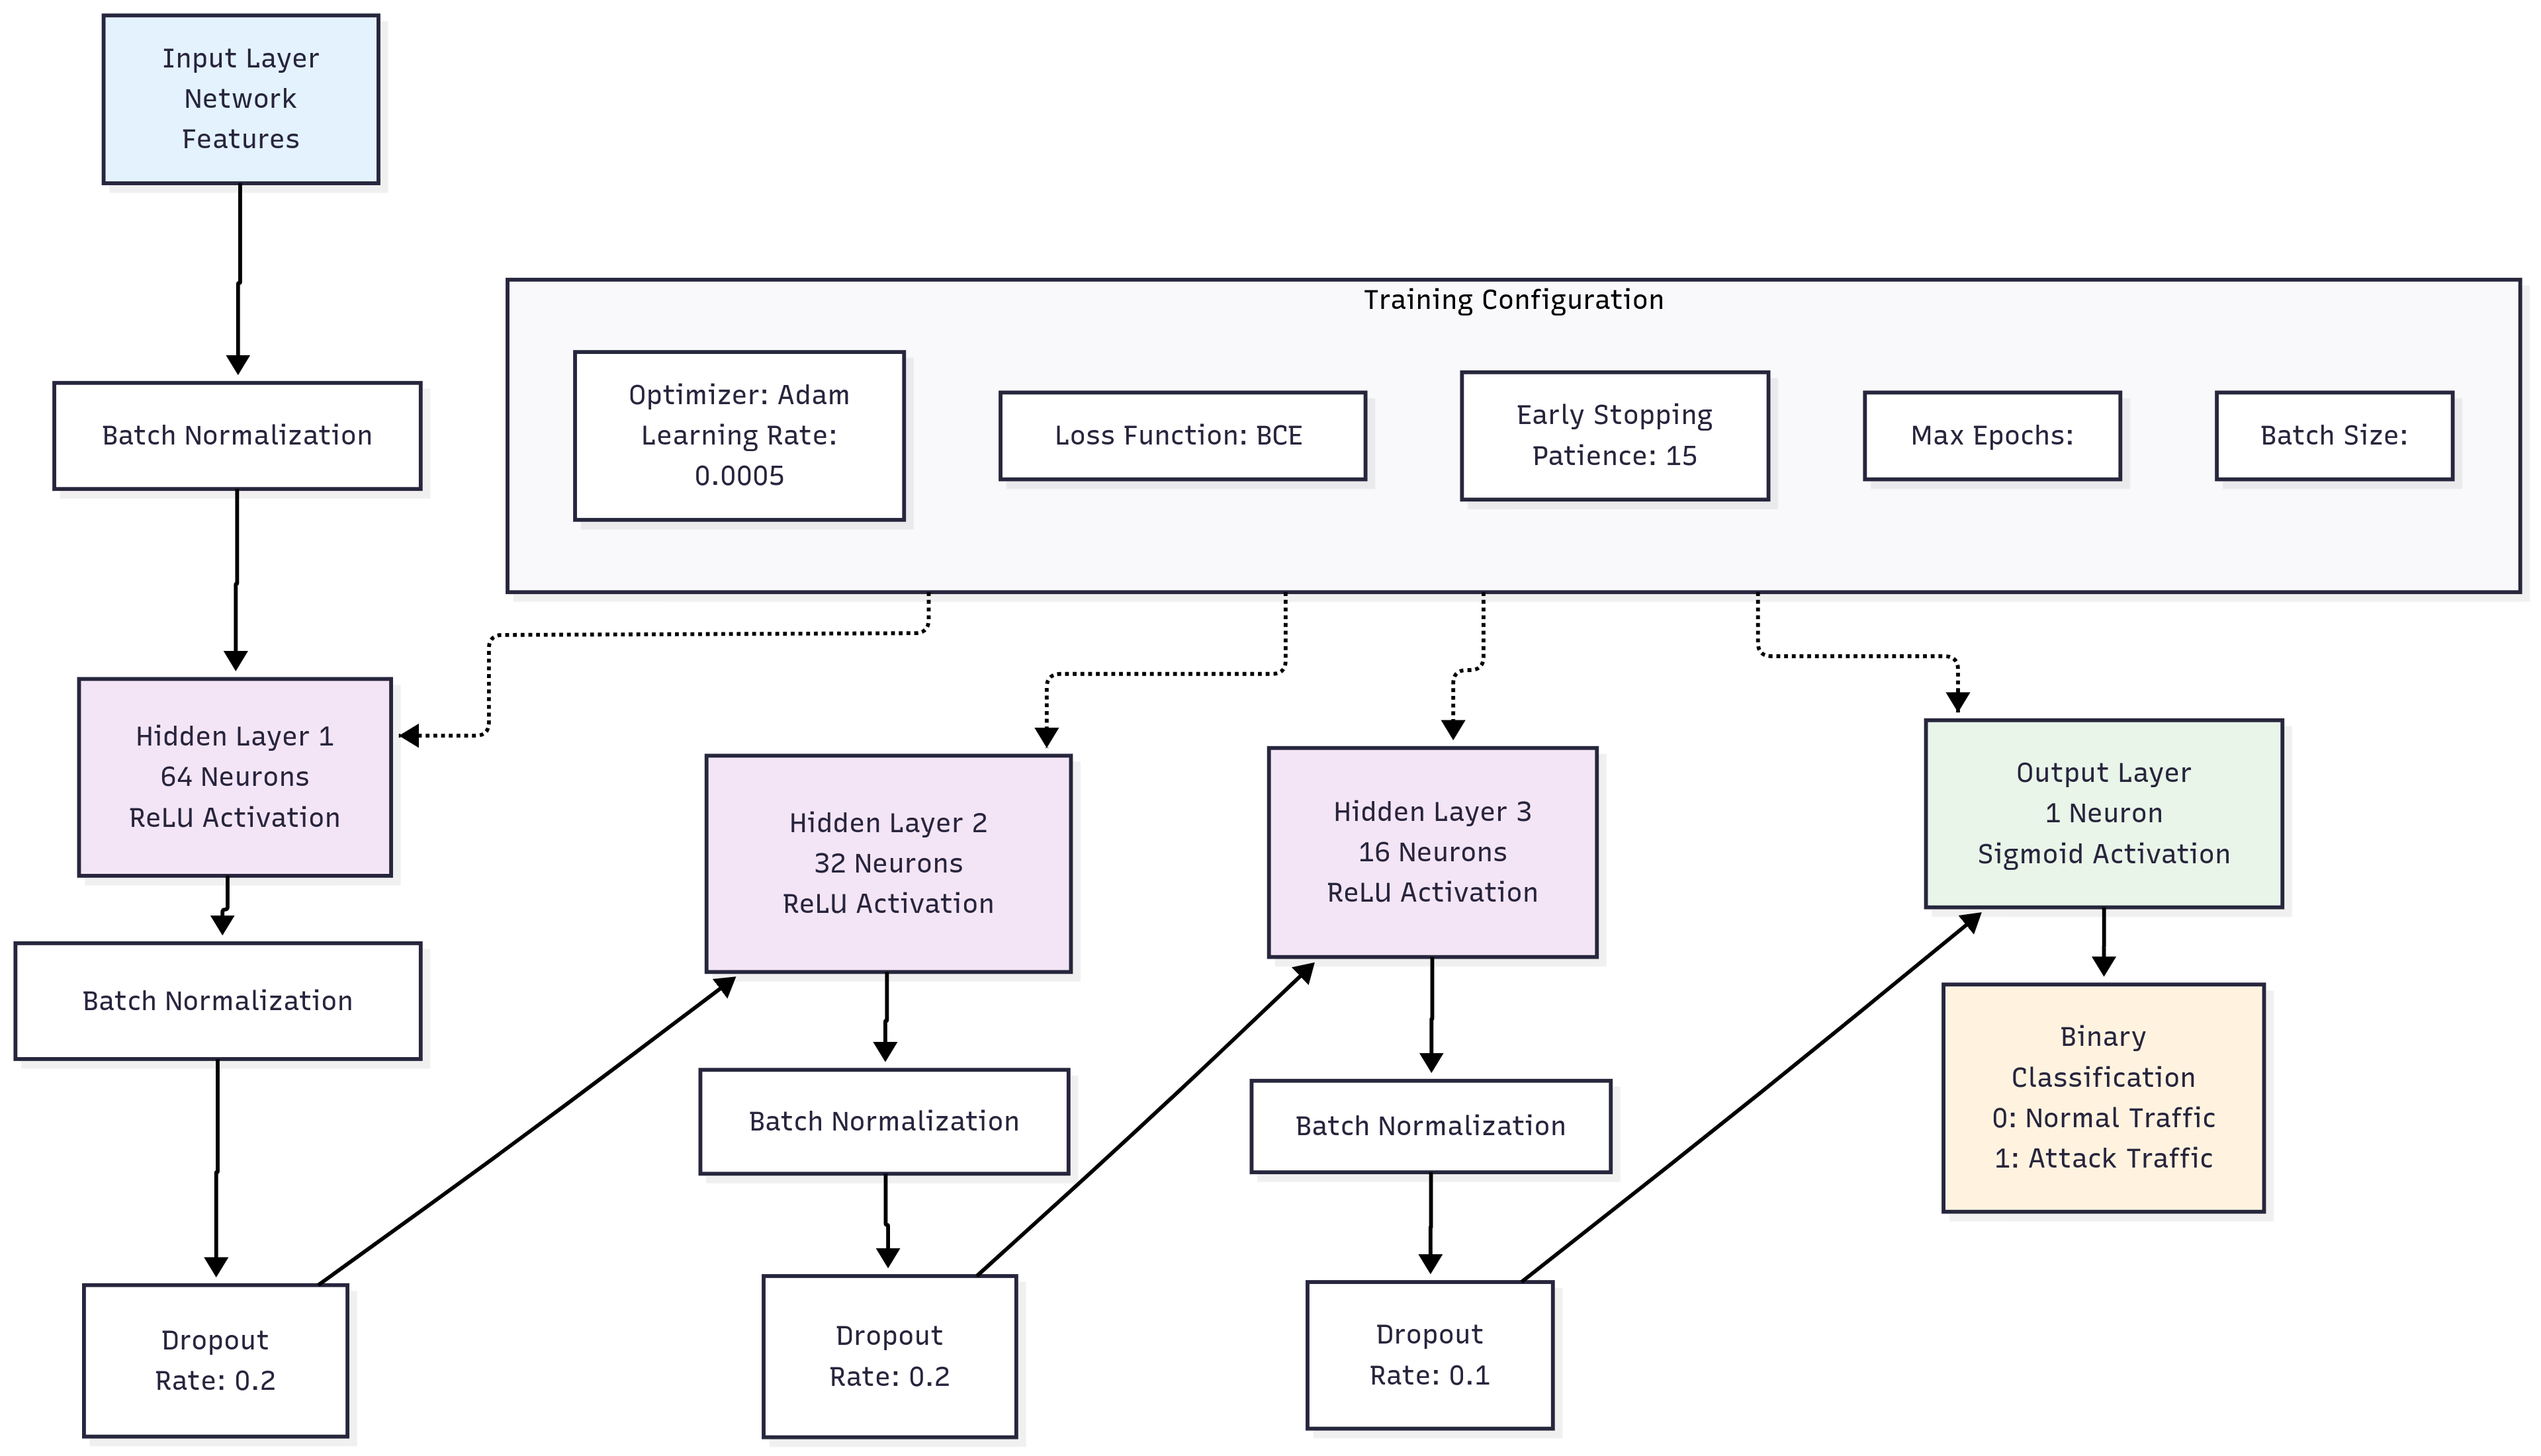 Input Layer
Network
Features
Batch Normalization
Training Configuration
Optimizer: Adam
Learning Rate:
0.0005
Loss Function: BCE
Early Stopping
Patience: 15
Max Epochs:
Batch Size:
Hidden Layer 1
64 Neurons
ReLU Activation
Batch Normalization
Dropout
Rate: 0.2
Hidden Layer 2
32 Neurons
ReLU Activation
Batch Normalization
Dropout
Rate: 0.2
Hidden Layer 3
16 Neurons
ReLU Activation
Batch Normalization
Dropout
Rate: 0.1
Output Layer
1 Neuron
Sigmoid Activation
Binary
Classification
0: Normal Traffic
1: Attack Traffic